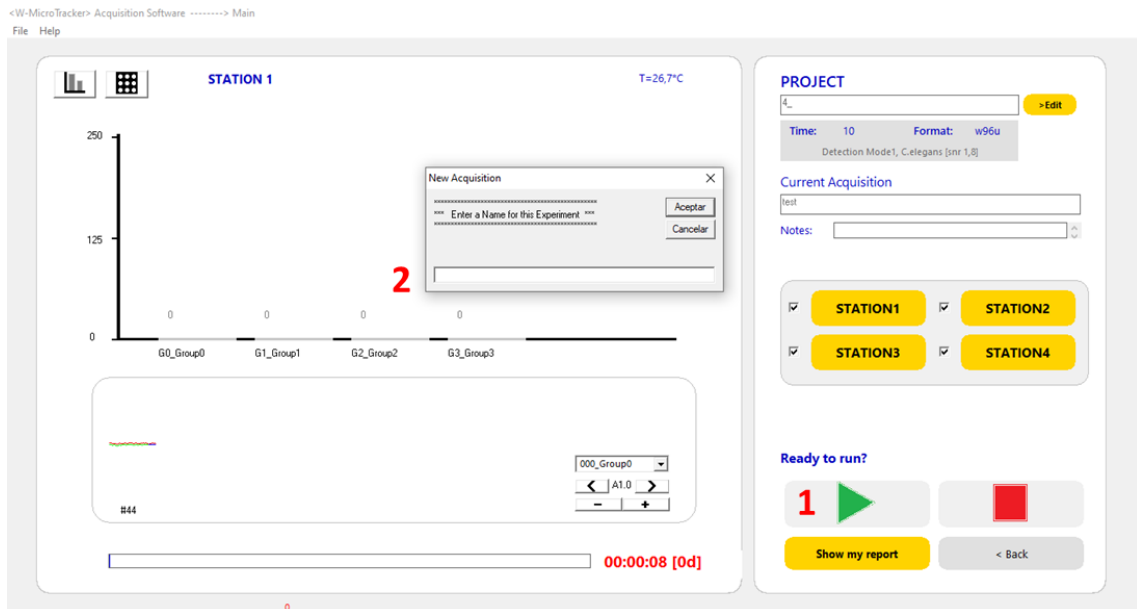 <W-MicroTracker> Acquisition Software --------> Main
File Help
STATION 1
T=26,7°C
250
125
0
0 0 0 0
G0_Group0 G1_Group1 G2_Group2 G3_Group3
New Acquisition
*** Enter a Name for this Experiment ***
Aceptar
Cancelar
2
#44
000_Group0
< A1.0 >
- +
00:00:08 [0d]
0
PROJECT
4_
>Edit
Time: 10 Format: w96u
Detection Mode1, C.elegans [snr 1,8]
Current Acquisition
test
Notes:
STATION1 STATION2
STATION3 STATION4
Ready to run?
1
Show my report
< Back